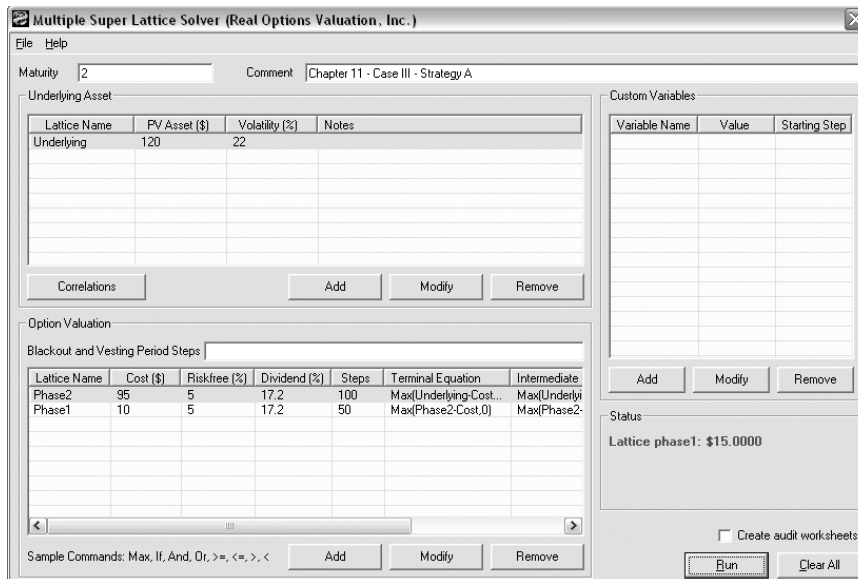 Multiple Super Lattice Solver (Real Options Valuation, Inc.)
File Help
Maturity 2 Comment Chapter 11 - Case III - Strategy A
Underlying Asset
Lattice Name PV Asset ($) Volatility (%) Notes
Underlying 120 22
Correlations Add Modify Remove
Option Valuation
Blackout and Vesting Period Steps
Lattice Name Cost ($) Riskfree (%) Dividend (%) Steps Terminal Equation Intermediate
Phase2 95 5 17.2 100 Max(Underlying-Cost... Max(Underlyi
Phase1 10 5 17.2 50 Max(Phase2-Cost,0) Max(Phase2-
Sample Commands: Max, If, And, Or, >=, <=, >, < Add Modify Remove
Custom Variables
Variable Name Value Starting Step
Add Modify Remove
Status
Lattice phase1: $15.0000
Create audit worksheets
Run Clear All